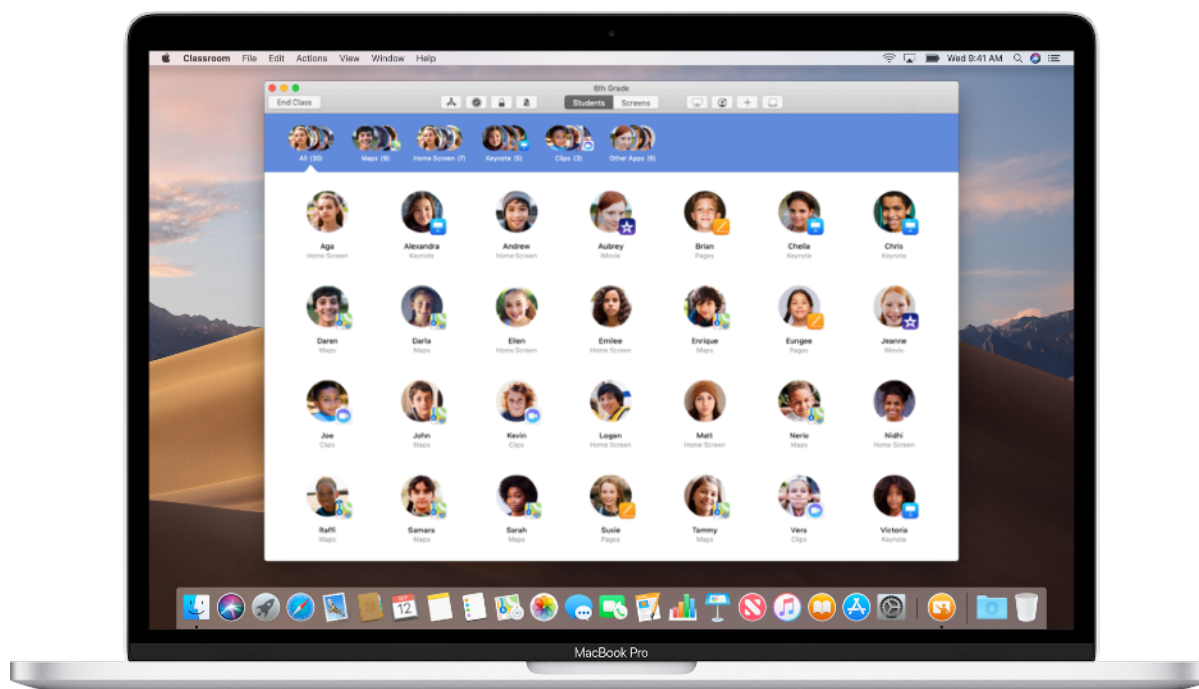 Classroom File Edit Actions View Window Help Wed 9:41 AM
6th Grade
End Class Students Screens
All (30) Maps (9) Home Screen (7) Keynote (5) Clips (3) Other Apps (6)
Aga Alexandra Andrew Aubrey Brian Chella Chris
Home Screen Keynote Home Screen iMovie Pages Keynote Keynote
Daren Darla Ellen Emilee Enrique Eungee Jeanne
Maps Maps Home Screen Home Screen Maps Pages iMovie
Joe John Kevin Logan Matt Nerio Nidhi
Clips Maps Clips Home Screen Home Screen Maps Home Screen
Raffi Samara Sarah Susie Tammy Vera Victoria
Maps Maps Maps Pages Maps Clips Keynote
12
MacBook Pro